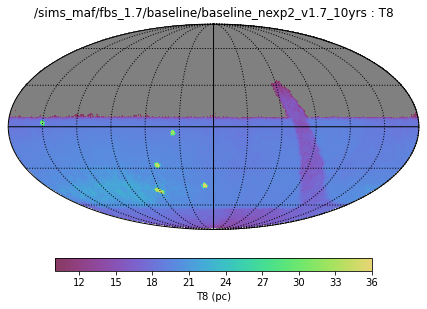 /sims_maf/fbs_1.7/baseline/baseline_nexp2_v1.7_10yrs : T8
12 15 18 21 24 27 30 33 36
T8 (pc)